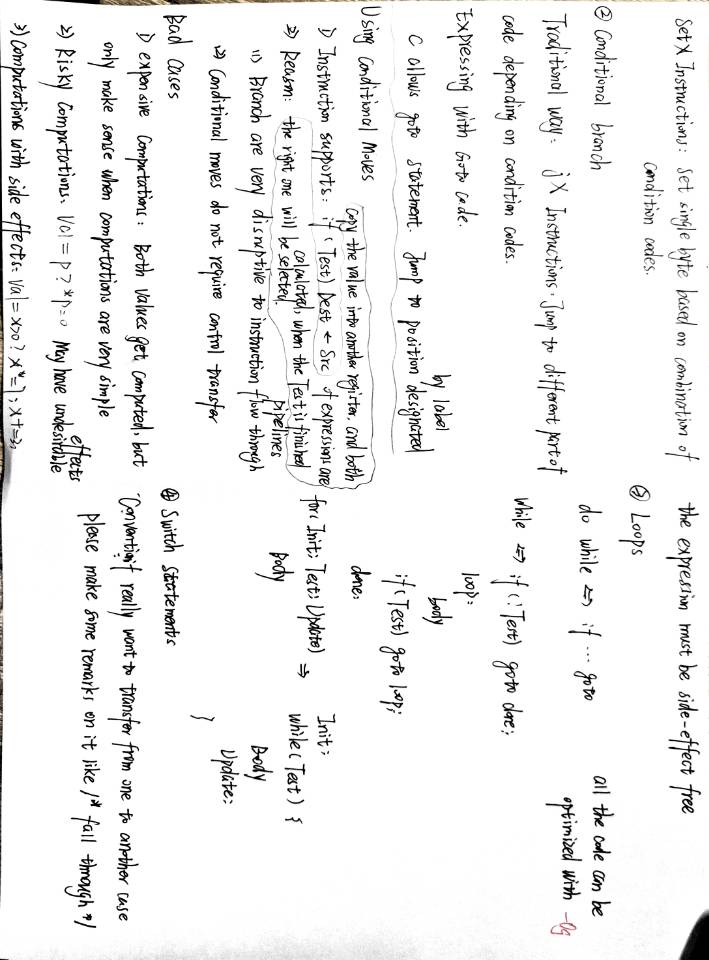 SetX Instructions: Set single byte based on combination of
Condition codes.
② Conditional branch
Traditional way: jX Instructions. Jump to different part of
code depending on condition codes.
Expressing with Goto Code.
by label
C allows goto statement. Jump to position designated
Using Conditional Moves
Copy the value into another register, and both
1) Instruction supports: if (Test) Dest ← Src of expressions are
calculated, when the Test is finished
2) Reason: the right one will be selected.
pipelines
(1) Branch are very disruptive to instruction flow through
(2) Conditional moves do not require control transfer
Bad Cases
1) expensive Computations: Both values get computed, but
only make sense when computations are very simple
effects
2) Risky Computations. Val = p ? *p : 0 May have undesirable
3) Computations with side effects: Val = x>0 ? x*=7 : x+=3;
the expression must be side-effect free
③ Loops
do while ⇔ if ... goto
all the code can be
optimized with -Og
while ⇔ if (!Test) goto done;
loop:
body
if (Test) goto loop;
done:
for( Init; Test; Update)
Body
⇒
Init;
while ( Test ) {
Body
Update;
}
④ Switch Statements
Convention if really want to transfer from one to another case
please make some remarks on it like /* fall through */